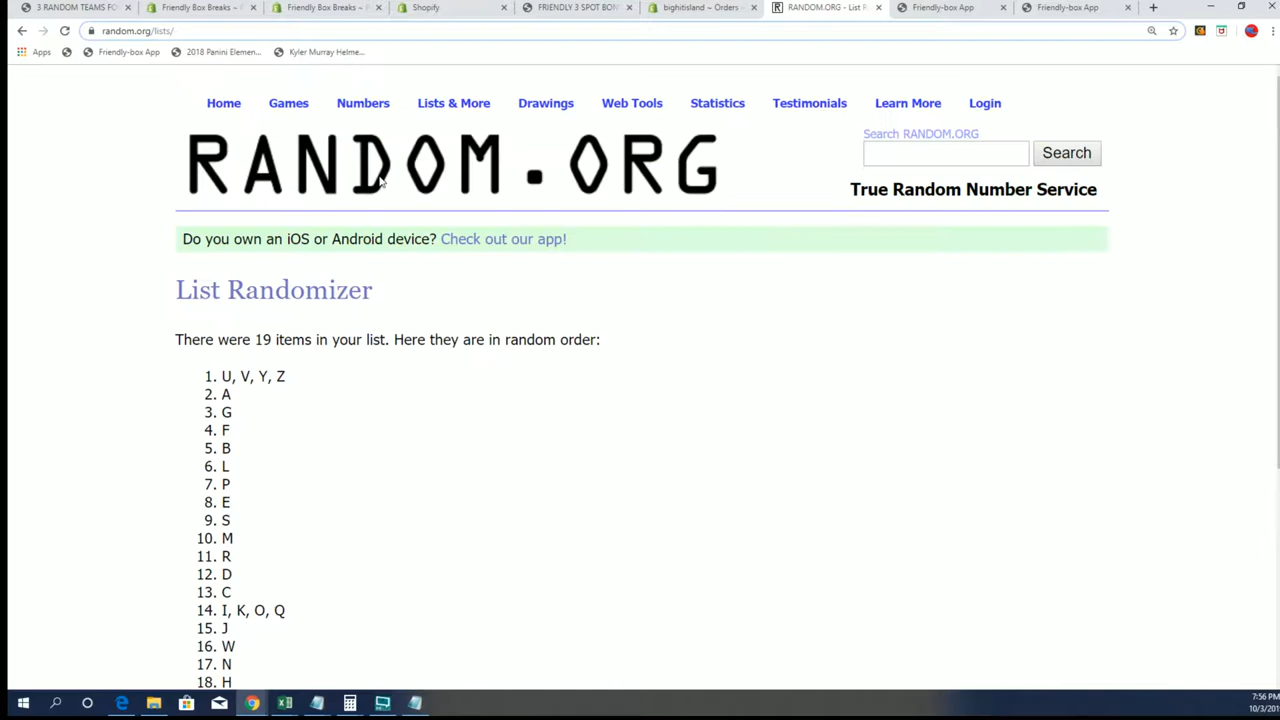 3 RANDOM TEAMS FO
Friendly Box Breaks ~
Friendly Box Breaks ~ F
Shopify
FRIENDLY 3 SPOT BON
bighitisland ~ Orders ~
RANDOM.ORG - List R
Friendly-box App
Friendly-box App
random.org/lists/
Apps
Friendly-box App
2018 Panini Elemen...
Kyler Murray Helme...
Home Games Numbers Lists & More Drawings Web Tools Statistics Testimonials Learn More Login
RANDOM.ORG
Search RANDOM.ORG
Search
True Random Number Service
Do you own an iOS or Android device? Check out our app!
List Randomizer
There were 19 items in your list. Here they are in random order:
1. U, V, Y, Z
2. A
3. G
4. F
5. B
6. L
7. P
8. E
9. S
10. M
11. R
12. D
13. C
14. I, K, O, Q
15. J
16. W
17. N
18. H
7:56 PM
10/3/201